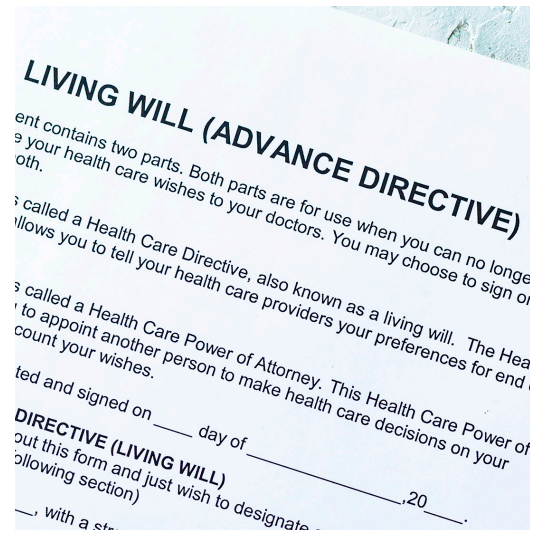 LIVING WILL (ADVANCE DIRECTIVE)
ent contains two parts. Both parts are for use when you can no longe
e your health care wishes to your doctors. You may choose to sign or
oth.
s called a Health Care Directive, also known as a living will. The Hea
allows you to tell your health care providers your preferences for end
s called a Health Care Power of Attorney. This Health Care Power of
to appoint another person to make health care decisions on your
count your wishes.
ted and signed on ____ day of ________________,20____.
DIRECTIVE (LIVING WILL)
out this form and just wish to designate
ollowing section)
__, with a str